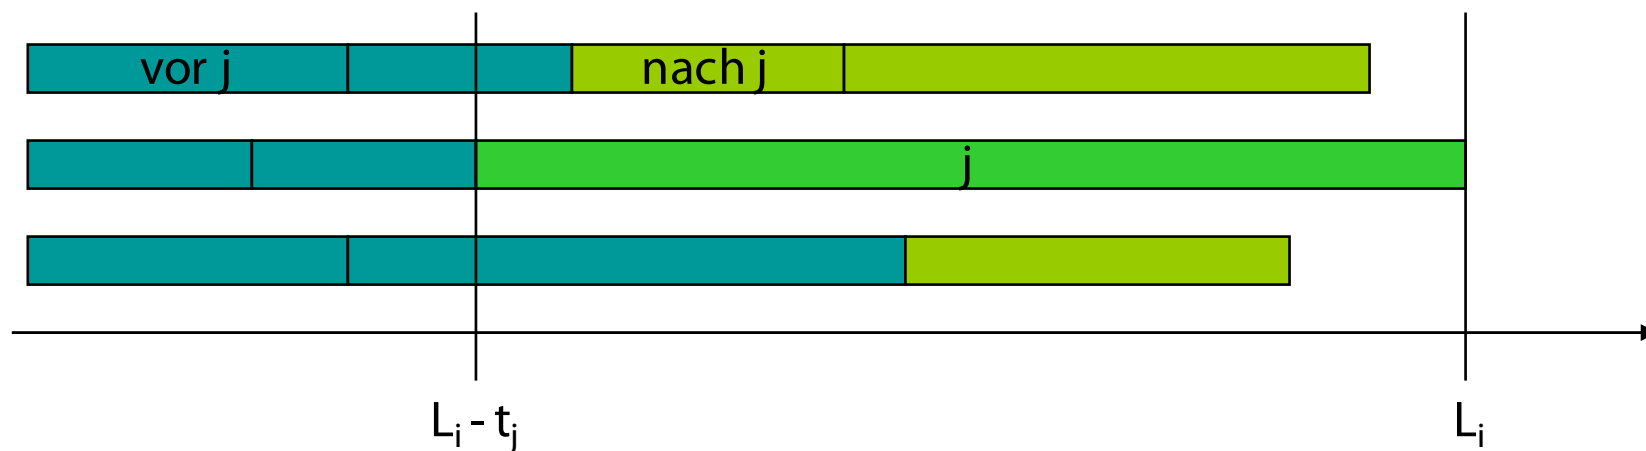 vor j nach j
j
Lᵢ - tⱼ Lᵢ